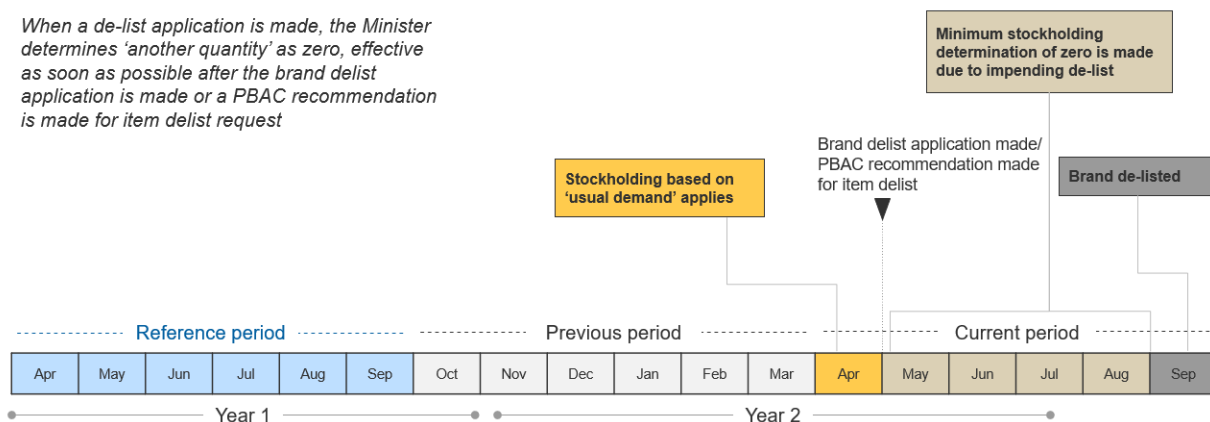 When a de-list application is made, the Minister
determines ‘another quantity’ as zero, effective
as soon as possible after the brand delist
application is made or a PBAC recommendation
is made for item delist request
Minimum stockholding
determination of zero is made
due to impending de-list
Brand delist application made/
PBAC recommendation made
for item delist
Stockholding based on
‘usual demand’ applies
Brand de-listed
Reference period
Previous period
Current period
Apr May Jun Jul Aug Sep Oct Nov Dec Jan Feb Mar Apr May Jun Jul Aug Sep
Year 1
Year 2